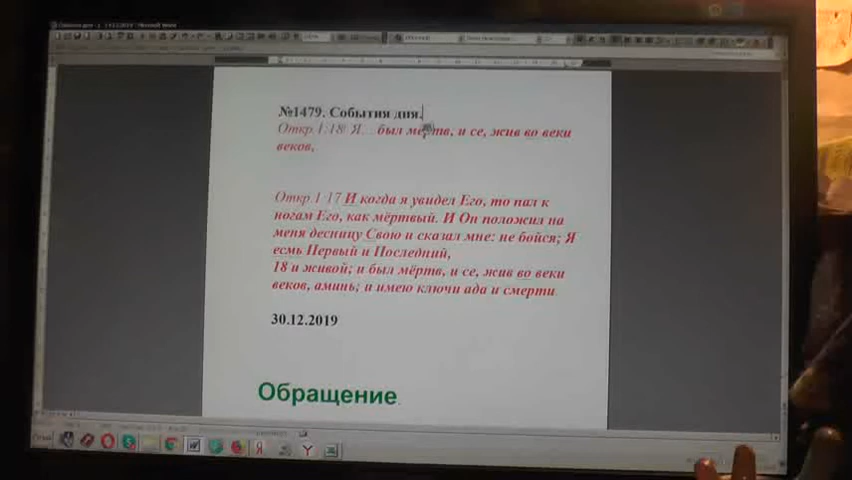 №1479. События дня.
Откр.1:18 Я... был мёртв, и се, жив во веки
веков,
Откр.1:17 И когда я увидел Его, то пал к
ногам Его, как мёртвый. И Он положил на
меня десницу Свою и сказал мне: не бойся; Я
есмь Первый и Последний,
18 и живой; и был мёртв, и се, жив во веки
веков, аминь; и имею ключи ада и смерти.
30.12.2019
Обращение.